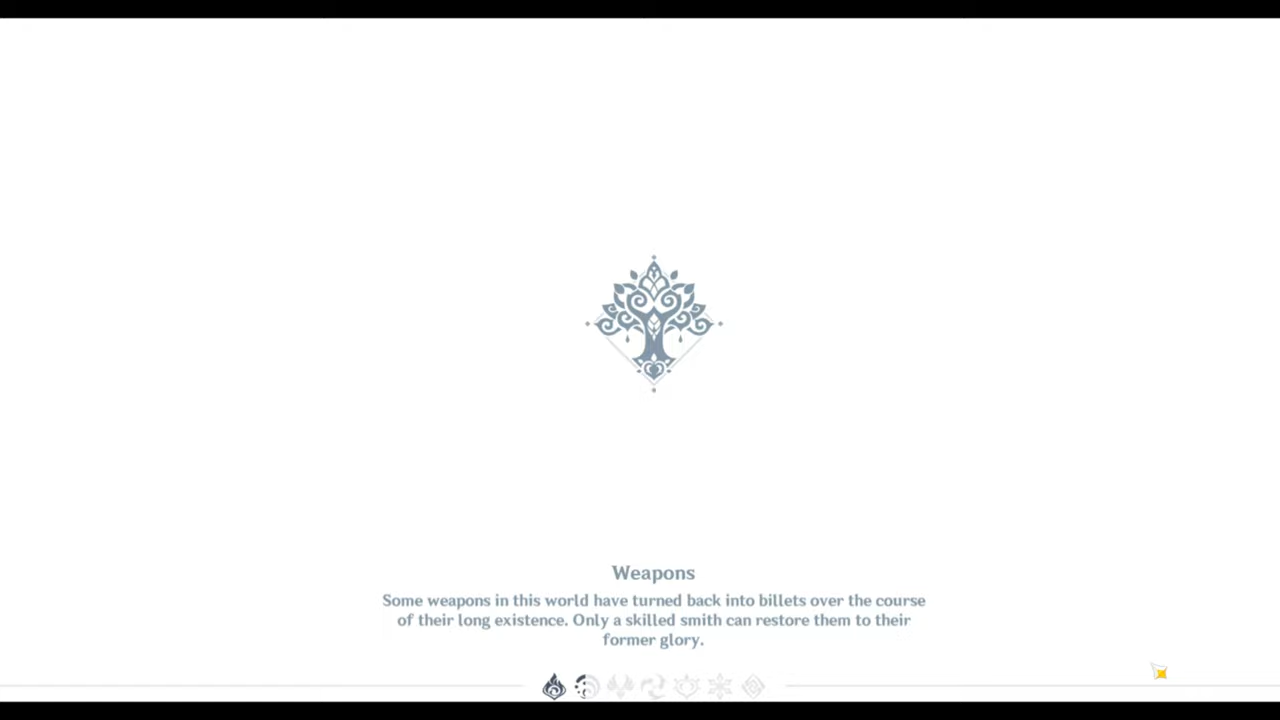 Weapons
Some weapons in this world have turned back into billets over the course
of their long existence. Only a skilled smith can restore them to their
former glory.